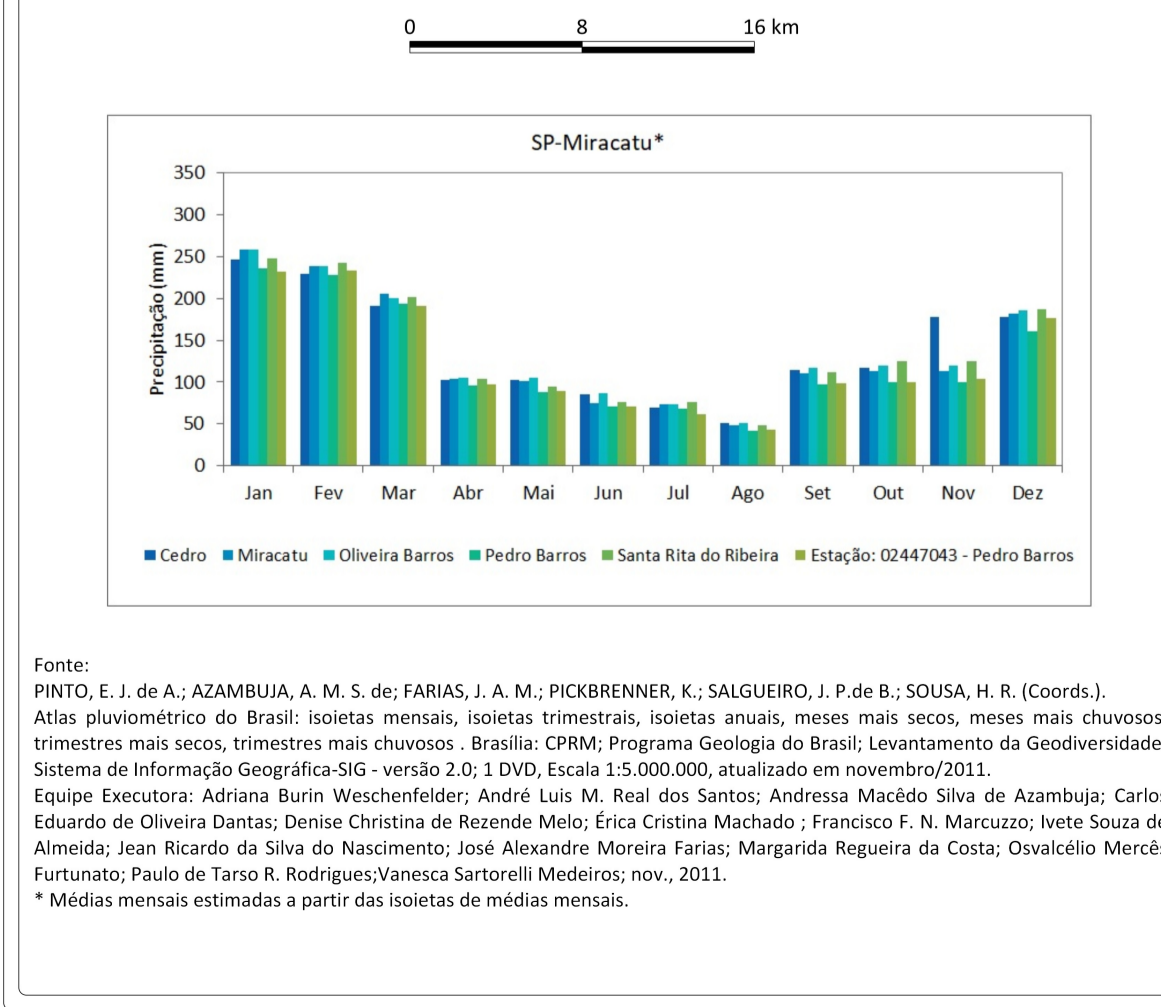 0 8 16 km
SP-Miracatu*
Precipitação (mm)
350
300
250
200
150
100
50
0
Jan Fev Mar Abr Mai Jun Jul Ago Set Out Nov Dez
Cedro Miracatu Oliveira Barros Pedro Barros Santa Rita do Ribeira Estação: 02447043 - Pedro Barros
Fonte:
PINTO, E. J. de A.; AZAMBUJA, A. M. S. de; FARIAS, J. A. M.; PICKBRENNER, K.; SALGUEIRO, J. P.de B.; SOUSA, H. R. (Coords.).
Atlas pluviométrico do Brasil: isoietas mensais, isoietas trimestrais, isoietas anuais, meses mais secos, meses mais chuvosos
trimestres mais secos, trimestres mais chuvosos . Brasília: CPRM; Programa Geologia do Brasil; Levantamento da Geodiversidade
Sistema de Informação Geográfica-SIG - versão 2.0; 1 DVD, Escala 1:5.000.000, atualizado em novembro/2011.
Equipe Executora: Adriana Burin Weschenfelder; André Luis M. Real dos Santos; Andressa Macêdo Silva de Azambuja; Carlos
Eduardo de Oliveira Dantas; Denise Christina de Rezende Melo; Érica Cristina Machado ; Francisco F. N. Marcuzzo; Ivete Souza de
Almeida; Jean Ricardo da Silva do Nascimento; José Alexandre Moreira Farias; Margarida Regueira da Costa; Osvalcélio Mercês
Furtunato; Paulo de Tarso R. Rodrigues;Vanesca Sartorelli Medeiros; nov., 2011.
* Médias mensais estimadas a partir das isoietas de médias mensais.